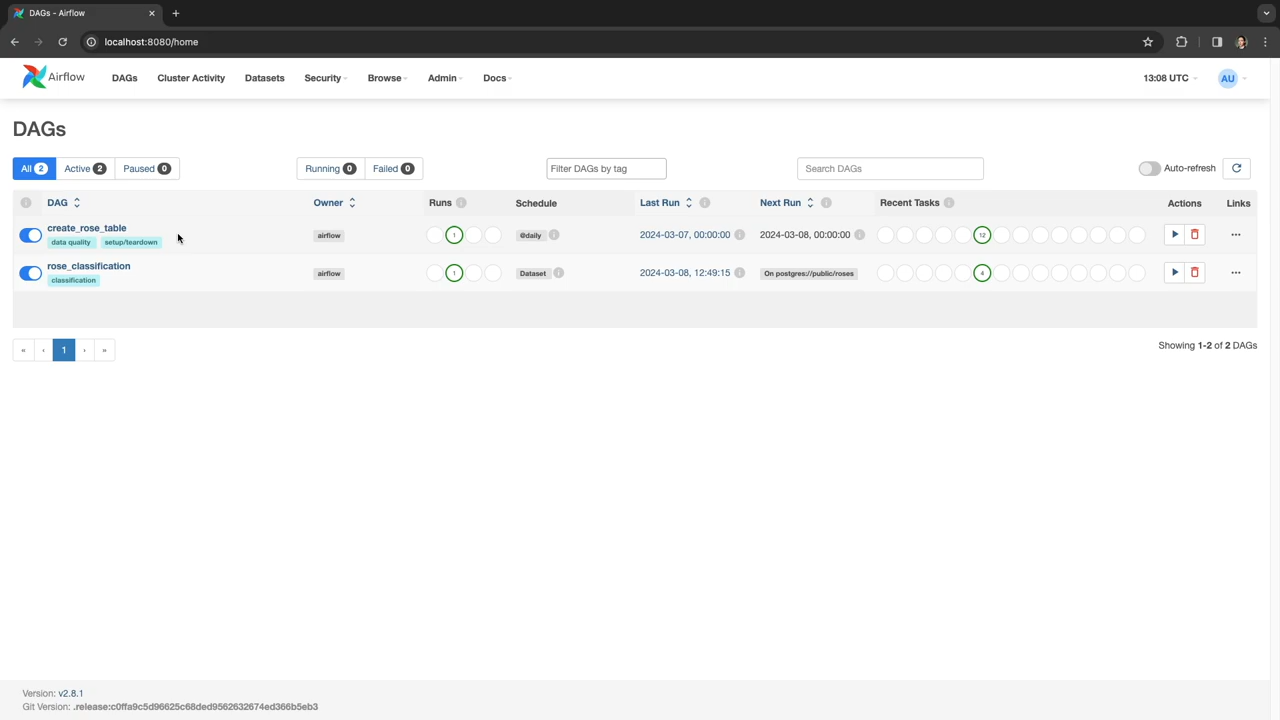 DAGs - Airflow
localhost:8080/home
Airflow DAGs Cluster Activity Datasets Security Browse Admin Docs 13:08 UTC AU
DAGs
All 2 Active 2 Paused 0 Running 0 Failed 0 Filter DAGs by tag Search DAGs Auto-refresh
DAG Owner Runs Schedule Last Run Next Run Recent Tasks Actions Links
create_rose_table airflow 1 @daily 2024-03-07, 00:00:00 2024-03-08, 00:00:00 12
data quality setup/teardown
rose_classification airflow 1 Dataset 2024-03-08, 12:49:15 On postgres://public/roses 4
classification
« ‹ 1 › » Showing 1-2 of 2 DAGs
Version: v2.8.1
Git Version: .release:c0ffa9c5d96625c68ded9562632674ed366b5eb3